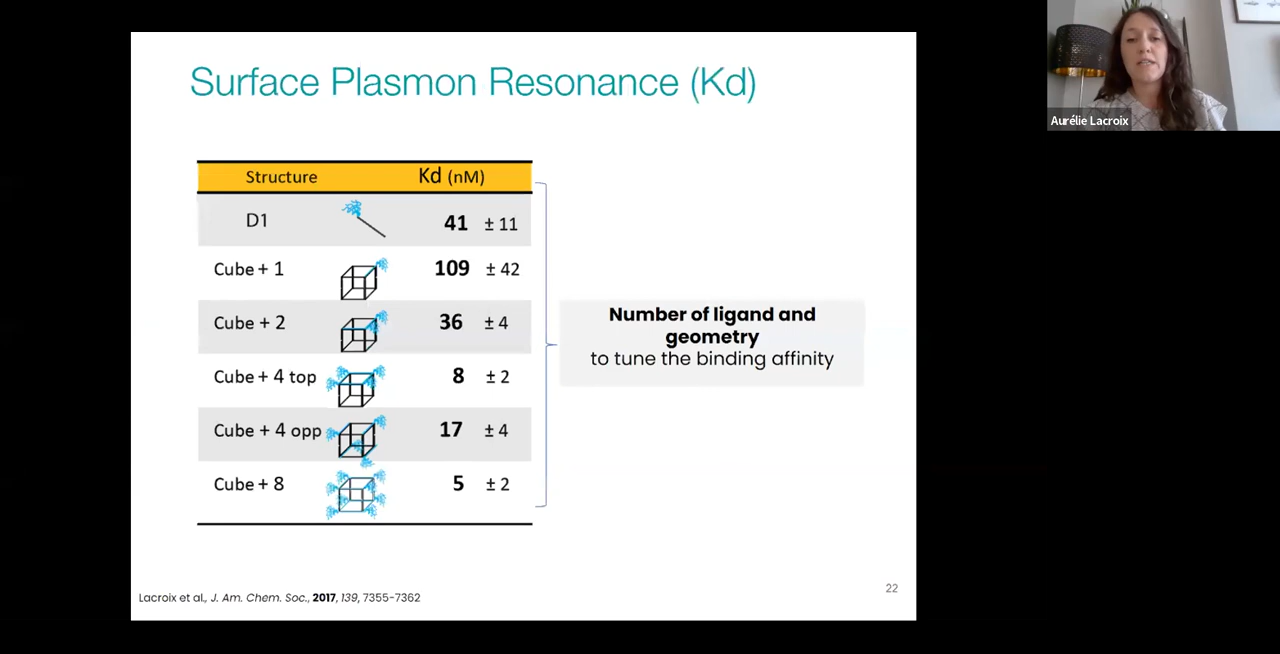 Surface Plasmon Resonance (Kd)
Aurélie Lacroix
Structure Kd (nM)
D1 41 ± 11
Cube + 1 109 ± 42
Cube + 2 36 ± 4
Cube + 4 top 8 ± 2
Cube + 4 opp 17 ± 4
Cube + 8 5 ± 2
Number of ligand and
geometry
to tune the binding affinity
Lacroix et al., J. Am. Chem. Soc., 2017, 139, 7355-7362
22